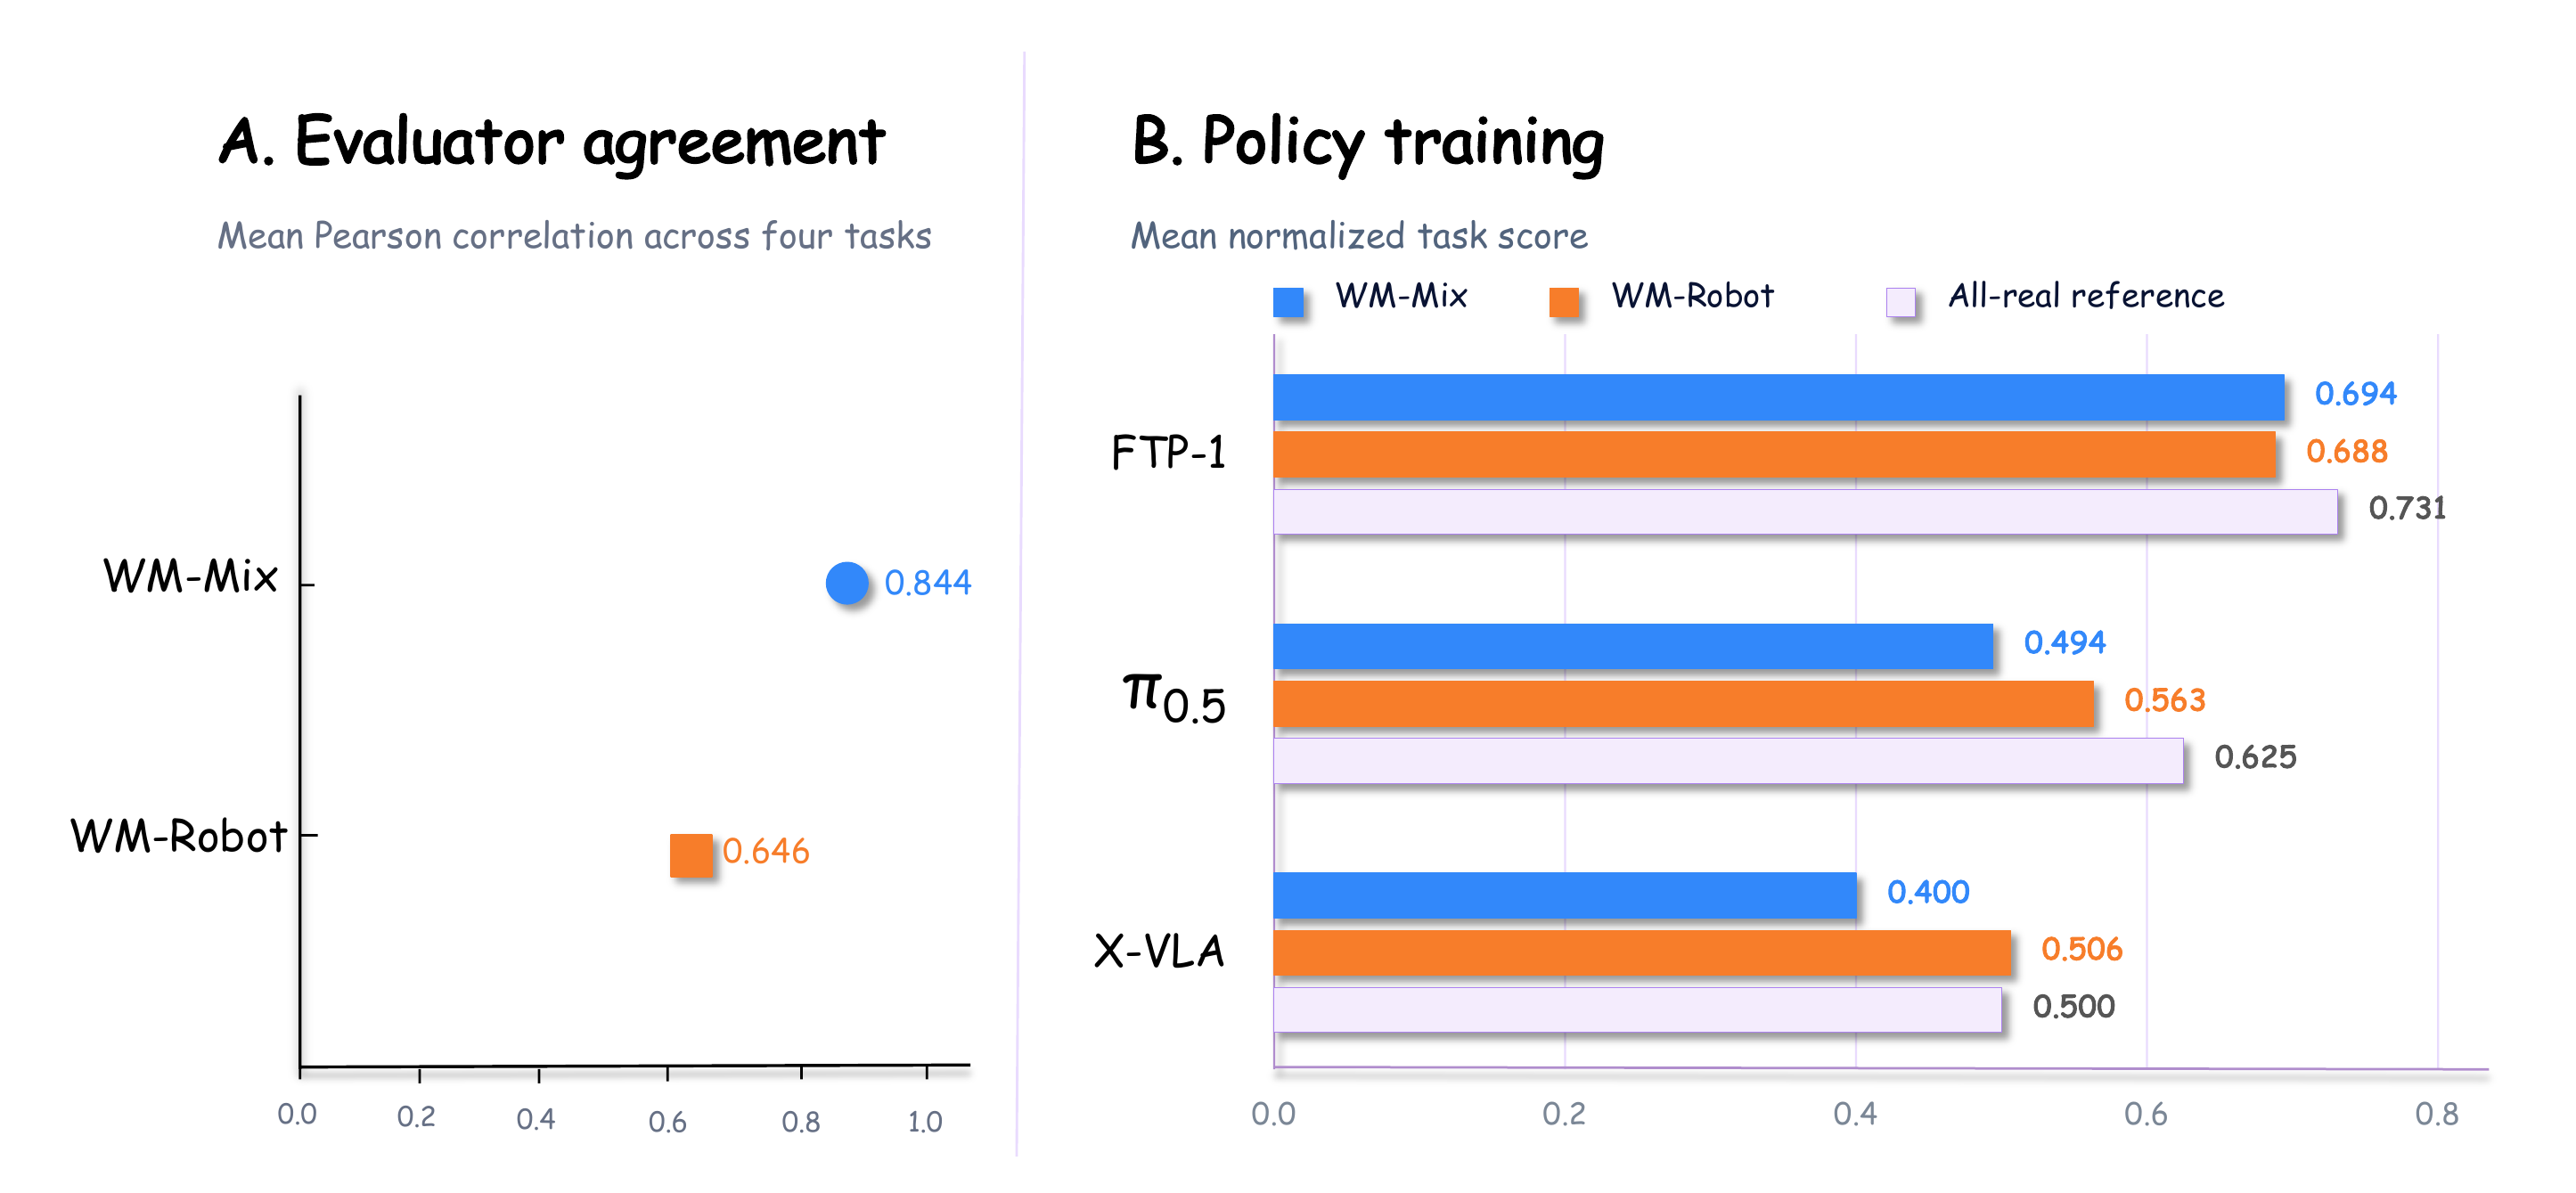 A. Evaluator agreement
Mean Pearson correlation across four tasks
WM-Mix
0.844
WM-Robot
0.646
0.0 0.2 0.4 0.6 0.8 1.0
B. Policy training
Mean normalized task score
WM-Mix WM-Robot All-real reference
FTP-1
0.694
0.688
0.731
π0.5
0.494
0.563
0.625
X-VLA
0.400
0.506
0.500
0.0 0.2 0.4 0.6 0.8